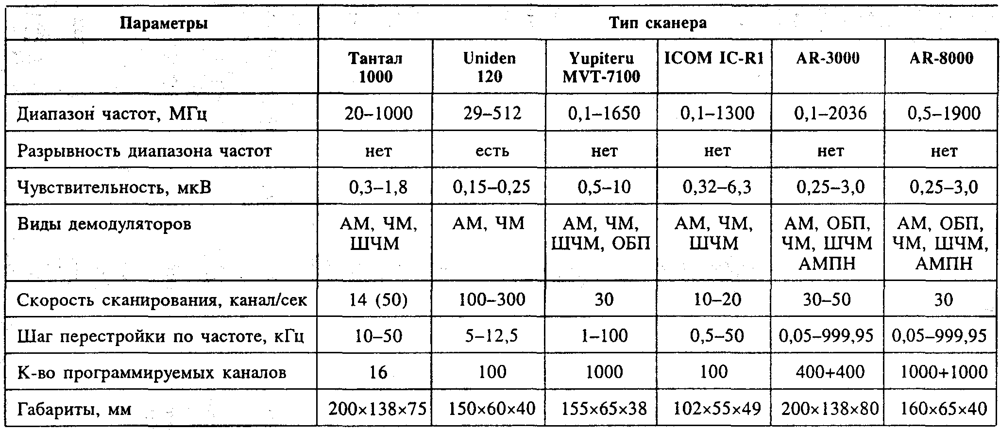 Параметры Тип сканера
Тантал Uniden Yupiteru ICOM IC-R1 AR-3000 AR-8000
1000 120 MVT-7100
Диапазон частот, МГц 20–1000 29–512 0,1–1650 0,1–1300 0,1–2036 0,5–1900
Разрывность диапазона частот нет есть нет нет нет нет
Чувствительность, мкВ 0,3–1,8 0,15–0,25 0,5–10 0,32–6,3 0,25–3,0 0,25–3,0
Виды демодуляторов АМ, ЧМ, АМ, ЧМ АМ, ЧМ, АМ, ЧМ, АМ, ОБП, АМ, ОБП,
ШЧМ ШЧМ, ОБП ШЧМ ЧМ, ШЧМ ЧМ, ШЧМ,
АМПН АМПН
Скорость сканирования, канал/сек 14 (50) 100–300 30 10–20 30–50 30
Шаг перестройки по частоте, кГц 10–50 5–12,5 1–100 0,5–50 0,05–999,95 0,05–999,95
К-во программируемых каналов 16 100 1000 100 400+400 1000+1000
Габариты, мм 200×138×75 150×60×40 155×65×38 102×55×49 200×138×80 160×65×40